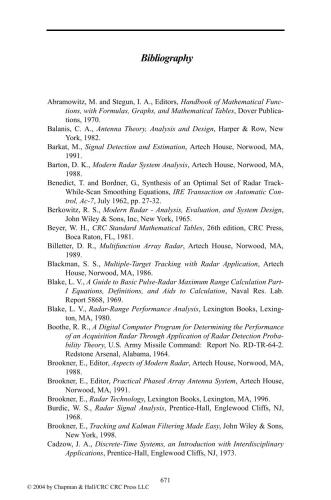 Bibliography
Abramowitz, M. and Stegun, I. A., Editors, Handbook of Mathematical Func-
tions, with Formulas, Graphs, and Mathematical Tables, Dover Publica-
tions, 1970.
Balanis, C. A., Antenna Theory, Analysis and Design, Harper & Row, New
York, 1982.
Barkat, M., Signal Detection and Estimation, Artech House, Norwood, MA,
1991.
Barton, D. K., Modern Radar System Analysis, Artech House, Norwood, MA,
1988.
Benedict, T. and Bordner, G., Synthesis of an Optimal Set of Radar Track-
While-Scan Smoothing Equations, IRE Transaction on Automatic Con-
trol, Ac-7, July 1962, pp. 27-32.
Berkowitz, R. S., Modern Radar - Analysis, Evaluation, and System Design,
John Wiley & Sons, Inc, New York, 1965.
Beyer, W. H., CRC Standard Mathematical Tables, 26th edition, CRC Press,
Boca Raton, FL, 1981.
Billetter, D. R., Multifunction Array Radar, Artech House, Norwood, MA,
1989.
Blackman, S. S., Multiple-Target Tracking with Radar Application, Artech
House, Norwood, MA, 1986.
Blake, L. V., A Guide to Basic Pulse-Radar Maximum Range Calculation Part-
I Equations, Definitions, and Aids to Calculation, Naval Res. Lab.
Report 5868, 1969.
Blake, L. V., Radar-Range Performance Analysis, Lexington Books, Lexing-
ton, MA, 1980.
Boothe, R. R., A Digital Computer Program for Determining the Performance
of an Acquisition Radar Through Application of Radar Detection Proba-
bility Theory, U.S. Army Missile Command: Report No. RD-TR-64-2.
Redstone Arsenal, Alabama, 1964.
Brookner, E., Editor, Aspects of Modern Radar, Artech House, Norwood, MA,
1988.
Brookner, E., Editor, Practical Phased Array Antenna System, Artech House,
Norwood, MA, 1991.
Brookner, E., Radar Technology, Lexington Books, Lexington, MA, 1996.
Burdic, W. S., Radar Signal Analysis, Prentice-Hall, Englewood Cliffs, NJ,
1968.
Brookner, E., Tracking and Kalman Filtering Made Easy, John Wiley & Sons,
New York, 1998.
Cadzow, J. A., Discrete-Time Systems, an Introduction with Interdisciplinary
Applications, Prentice-Hall, Englewood Cliffs, NJ, 1973.
671
© 2004 by Chapman & Hall/CRC CRC Press LLC